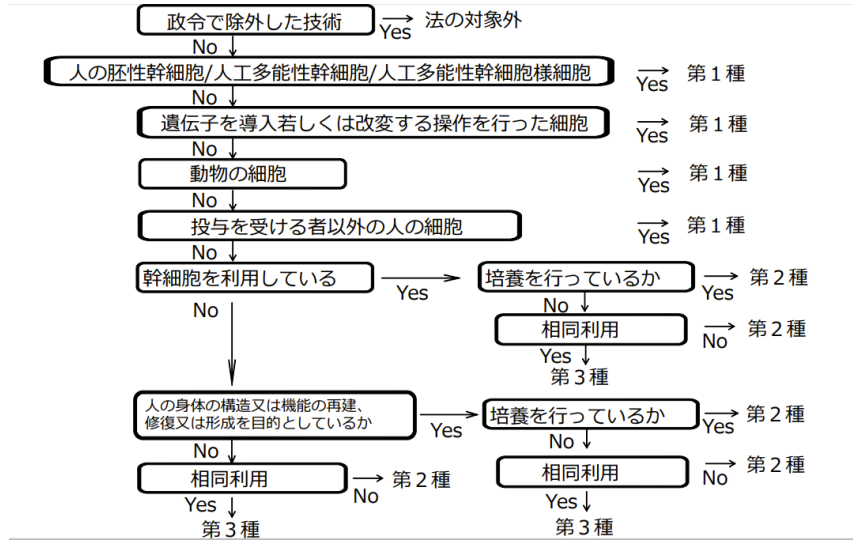 政令で除外した技術
Yes
法の対象外
No
人の胚性幹細胞/人工多能性幹細胞/人工多能性幹細胞様細胞
Yes
第1種
No
遺伝子を導入若しくは改変する操作を行った細胞
Yes
第1種
No
動物の細胞
Yes
第1種
No
投与を受ける者以外の人の細胞
Yes
第1種
No
幹細胞を利用している
Yes
培養を行っているか
Yes
第2種
No
No
相同利用
No
第2種
Yes
第3種
人の身体の構造又は機能の再建、
修復又は形成を目的としているか
Yes
培養を行っているか
Yes
第2種
No
No
相同利用
No
第2種
相同利用
No
第2種
Yes
第3種
Yes
第3種